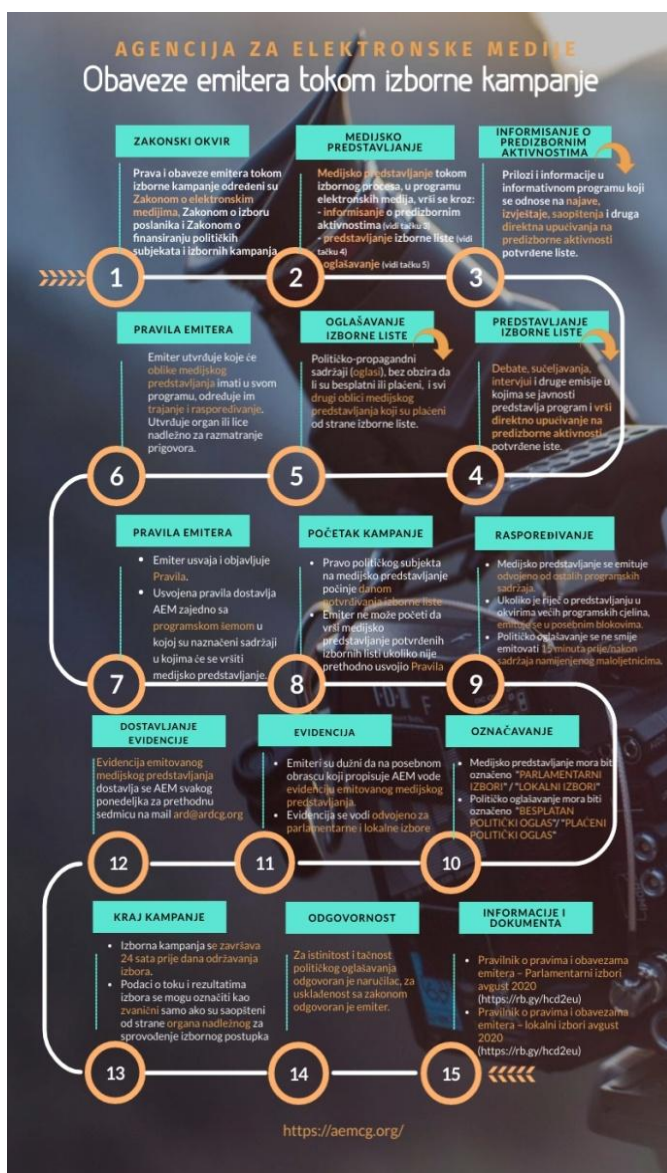 AGENCIJA ZA ELEKTRONSKE MEDIJE
Obaveze emitera tokom izborne kampanje
ZAKONSKI OKVIR
Prava i obaveze emitera tokom
izborne kampanje određeni su
Zakonom o elektronskim
medijima, Zakonom o izboru
poslanika i Zakonom o
finansiranju političkih
subjekata i izbornih kampanja
1
MEDIJSKO
PREDSTAVLJANJE
Medijsko predstavljanje tokom
izbornog procesa, u programu
elektronskih medija, vrši se kroz:
- informisanje o predizbornim
aktivnostima (vidi tačku 3)
- predstavljanje izborne liste (vidi
tačku 4)
- oglašavanje (vidi tačku 5)
2
INFORMISANJE O
PREDIZBORNIM
AKTIVNOSTIMA
Prilozi i informacije u
informativnom programu koji
se odnose na najave,
izvještaje, saopštenja i druga
direktna upućivanja na
predizborne aktivnosti
potvrđene liste.
3
PREDSTAVLJANJE
IZBORNE LISTE
Debate, sučeljavanja,
intervjui i druge emisije u
kojima se javnosti
predstavlja program i vrši
direktno upućivanje na
predizborne aktivnosti
potvrđene iste.
4
OGLAŠAVANJE
IZBORNE LISTE
Političko-propagandni
sadržaji (oglasi), bez obzira da
li su besplatni ili plaćeni, i svi
drugi oblici medijskog
predstavljanja koji su plaćeni
od strane izborne liste.
5
PRAVILA EMITERA
Emiter utvrđuje koje će
oblike medijskog
predstavljanja imati u svom
programu, određuje im
trajanje i raspoređivanje.
Utvrđuje organ ili lice
nadležno za razmatranje
prigovora.
6
PRAVILA EMITERA
• Emiter usvaja i objavljuje
Pravila.
• Usvojena pravila dostavlja
AEM zajedno sa
programskom šemom u
kojoj su naznačeni sadržaji
u kojima će se vršiti
medijsko predstavljanje.
7
POČETAK KAMPANJE
• Pravo političkog subjekta
na medijsko predstavljanje
počinje danom
potvrđivanja izborne liste
• Emiter ne može početi da
vrši medijsko
predstavljanje potvrđenih
izbornih listi ukoliko nije
prethodno usvojio Pravila
8
RASPOREĐIVANJE
• Medijsko predstavljanje se emituje
odvojeno od ostalih programskih
sadržaja.
• Ukoliko je riječ o predstavljanju u
okvirima većih programskih cjelina,
emituje se u posebnim blokovima.
• Političko oglašavanje se ne smije
emitovati 15 minuta prije/nakon
sadržaja namijenjenog maloljetnicima.
9
OZNAČAVANJE
• Medijsko predstavljanje mora biti
označeno "PARLAMENTARNI
IZBORI" / "LOKALNI IZBORI"
• Političko oglašavanje mora biti
označeno "BESPLATAN
POLITIČKI OGLAS"/ "PLAĆENI
POLITIČKI OGLAS"
10
EVIDENCIJA
• Emiteri su dužni da na posebnom
obrascu koji propisuje AEM vode
evidenciju emitovanog medijskog
predstavljanja.
• Evidencija se vodi odvojeno za
parlamentarne i lokalne izbore
11
DOSTAVLJANJE
EVIDENCIJE
Evidencija emitovanog
medijskog predstavljanja
dostavlja se AEM svakog
ponedeljka za prethodnu
sedmicu na mail ard@ardcg.org
12
KRAJ KAMPANJE
• Izborna kampanja se završava
24 sata prije dana održavanja
izbora.
• Podaci o toku i rezultatima
izbora se mogu označiti kao
zvanični samo ako su saopšteni
od strane organa nadležnog za
sprovođenje izbornog postupka
13
ODGOVORNOST
Za istinitost i tačnost
političkog oglašavanja
odgovoran je naručilac, za
usklađenost sa zakonom
odgovoran je emiter.
14
INFORMACIJE I
DOKUMENTA
• Pravilnik o pravima i obavezama
emitera – Parlamentarni izbori
avgust 2020
(https://rb.gy/hcd2eu)
• Pravilnik o pravima i obavezama
emitera – lokalni izbori avgust
2020
(https://rb.gy/hcd2eu)
15
https://aemcg.org/